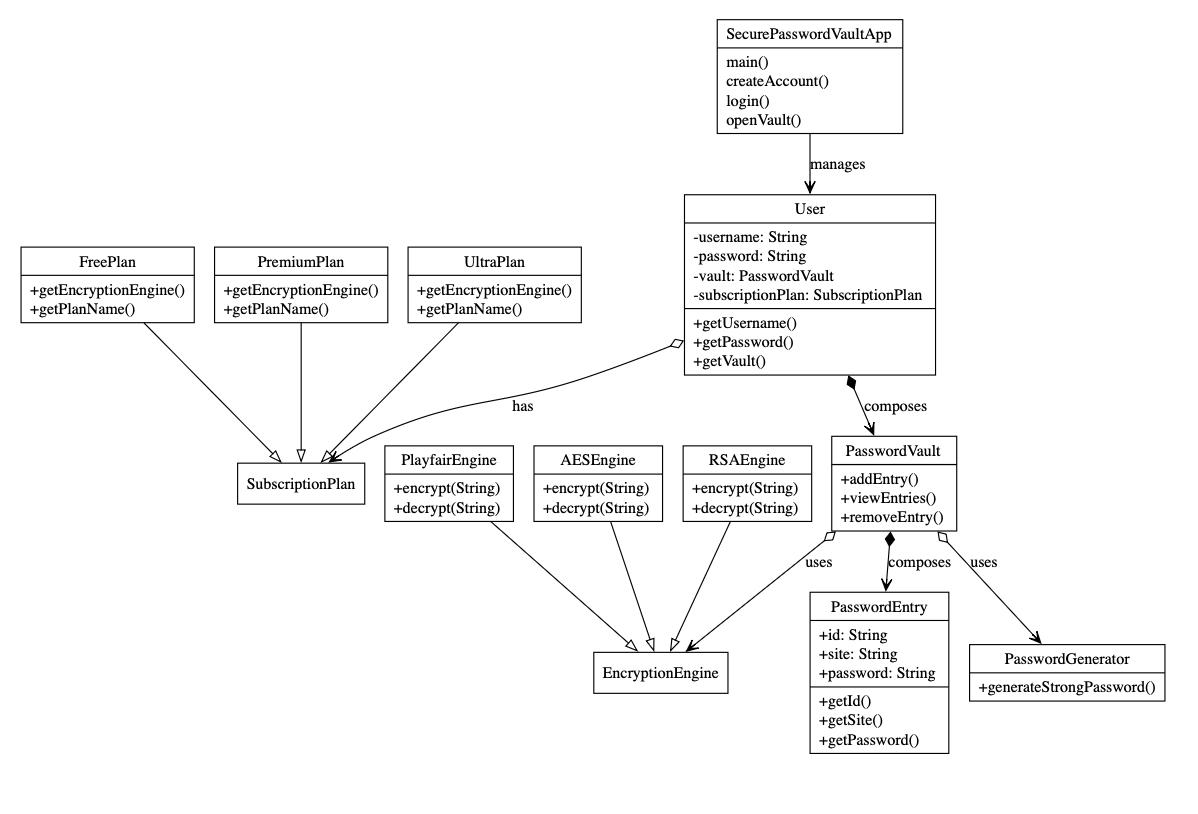 SecurePasswordVaultApp
main()
createAccount()
login()
openVault()
manages
User
-username: String
-password: String
-vault: PasswordVault
-subscriptionPlan: SubscriptionPlan
+getUsername()
+getPassword()
+getVault()
FreePlan
+getEncryptionEngine()
+getPlanName()
PremiumPlan
+getEncryptionEngine()
+getPlanName()
UltraPlan
+getEncryptionEngine()
+getPlanName()
has
composes
SubscriptionPlan
PlayfairEngine
+encrypt(String)
+decrypt(String)
AESEngine
+encrypt(String)
+decrypt(String)
RSAEngine
+encrypt(String)
+decrypt(String)
PasswordVault
+addEntry()
+viewEntries()
+removeEntry()
uses
composes
uses
EncryptionEngine
PasswordEntry
+id: String
+site: String
+password: String
+getId()
+getSite()
+getPassword()
PasswordGenerator
+generateStrongPassword()